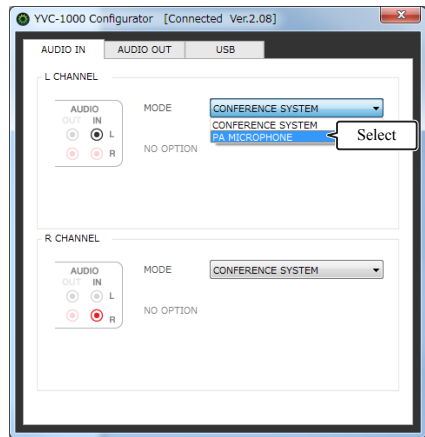 YVC-1000 Configurator [Connected Ver.2.08]
x
AUDIO IN AUDIO OUT USB
L CHANNEL
AUDIO
OUT IN
L
R
MODE
CONFERENCE SYSTEM
CONFERENCE SYSTEM
PA MICROPHONE
Select
NO OPTION
R CHANNEL
AUDIO
OUT IN
L
R
MODE
CONFERENCE SYSTEM
NO OPTION